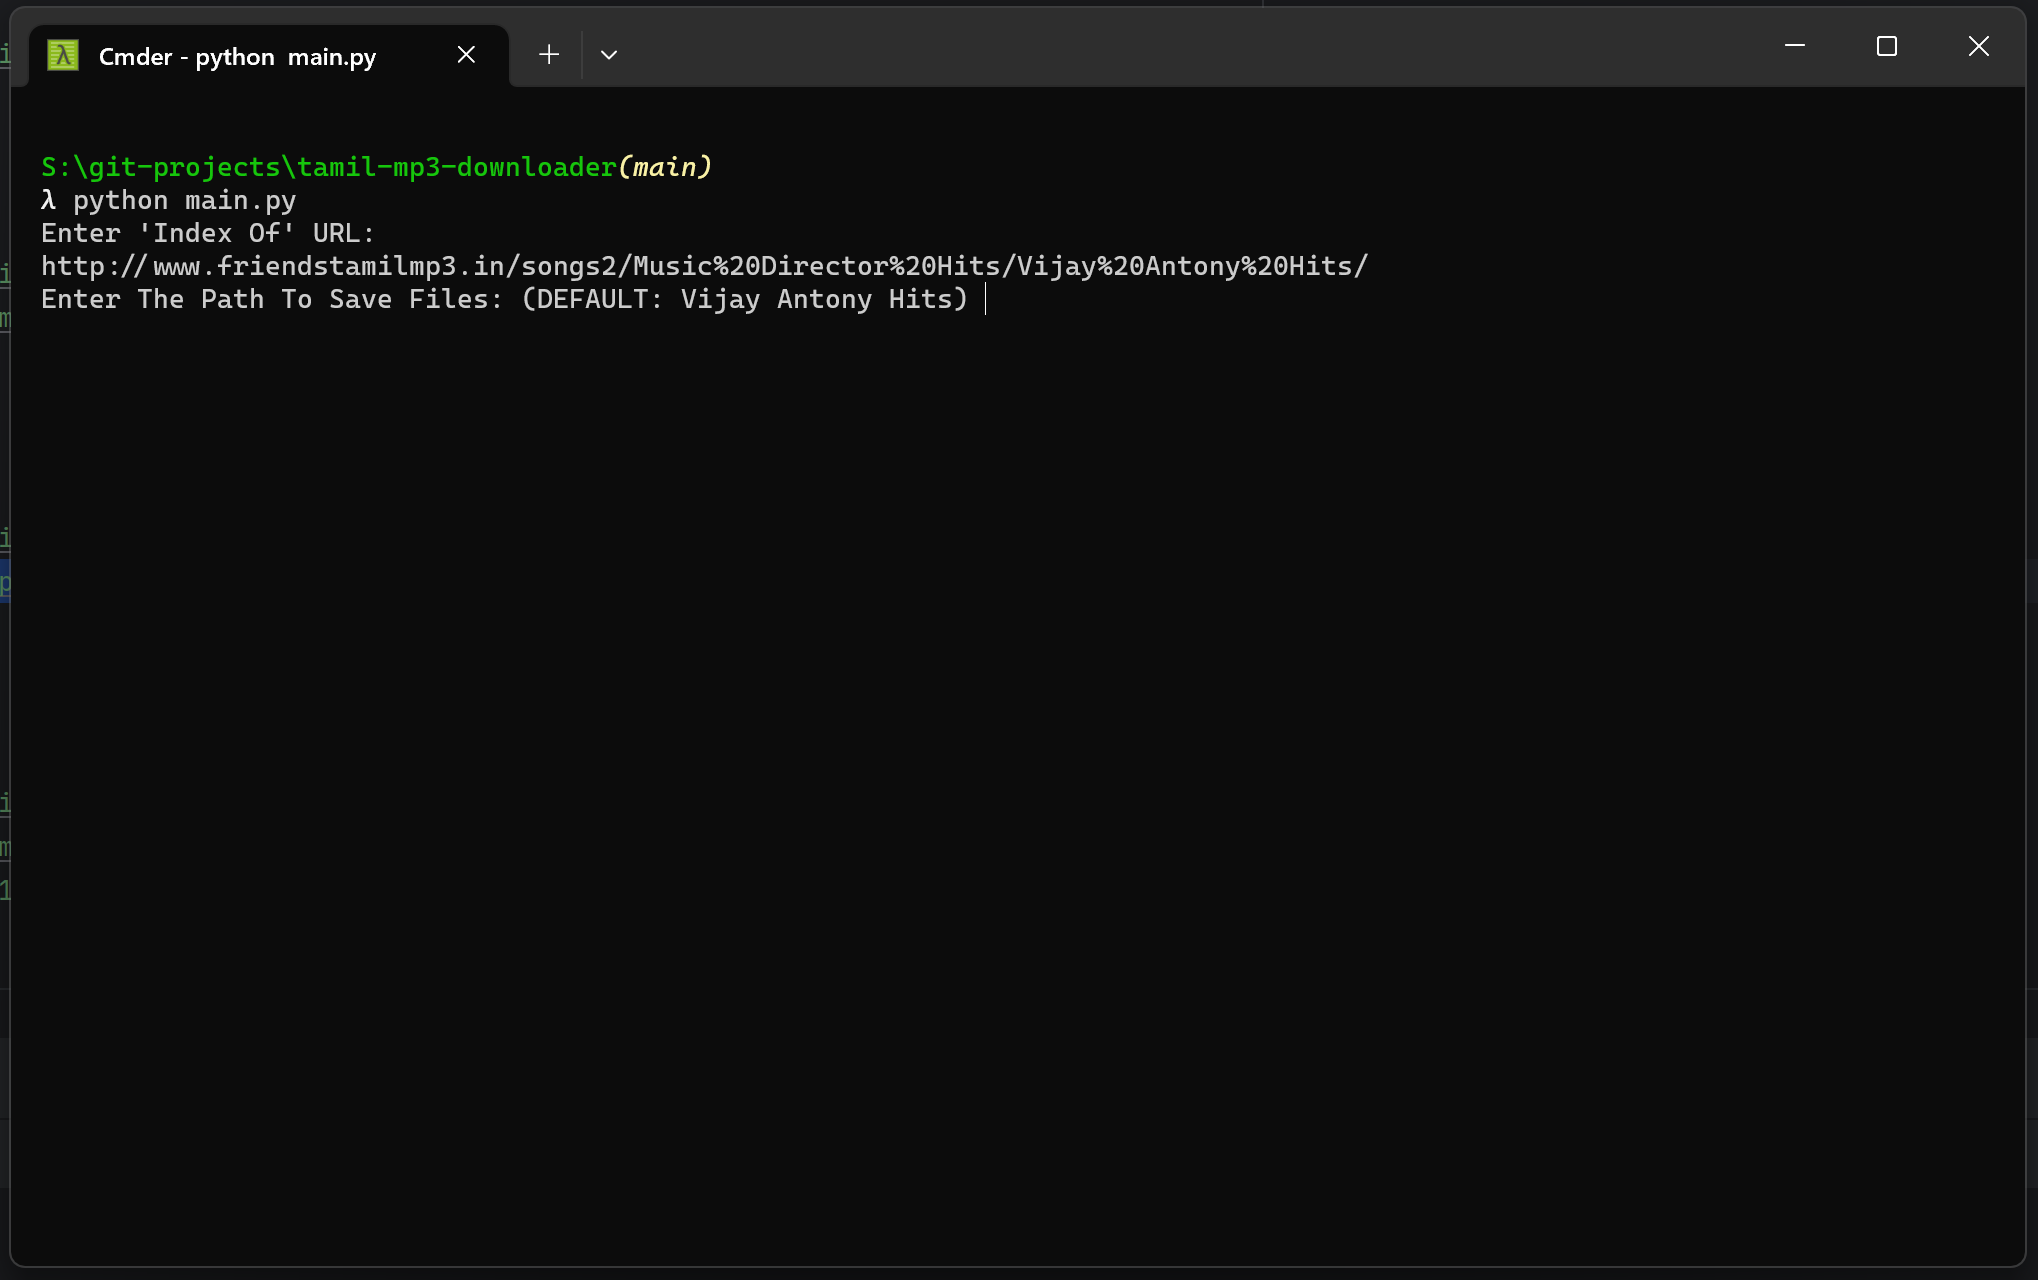 Cmder - python  main.py
S:\git-projects\tamil-mp3-downloader(main)
λ python main.py
Enter 'Index Of' URL:
http://www.friendstamilmp3.in/songs2/Music%20Director%20Hits/Vijay%20Antony%20Hits/
Enter The Path To Save Files: (DEFAULT: Vijay Antony Hits)